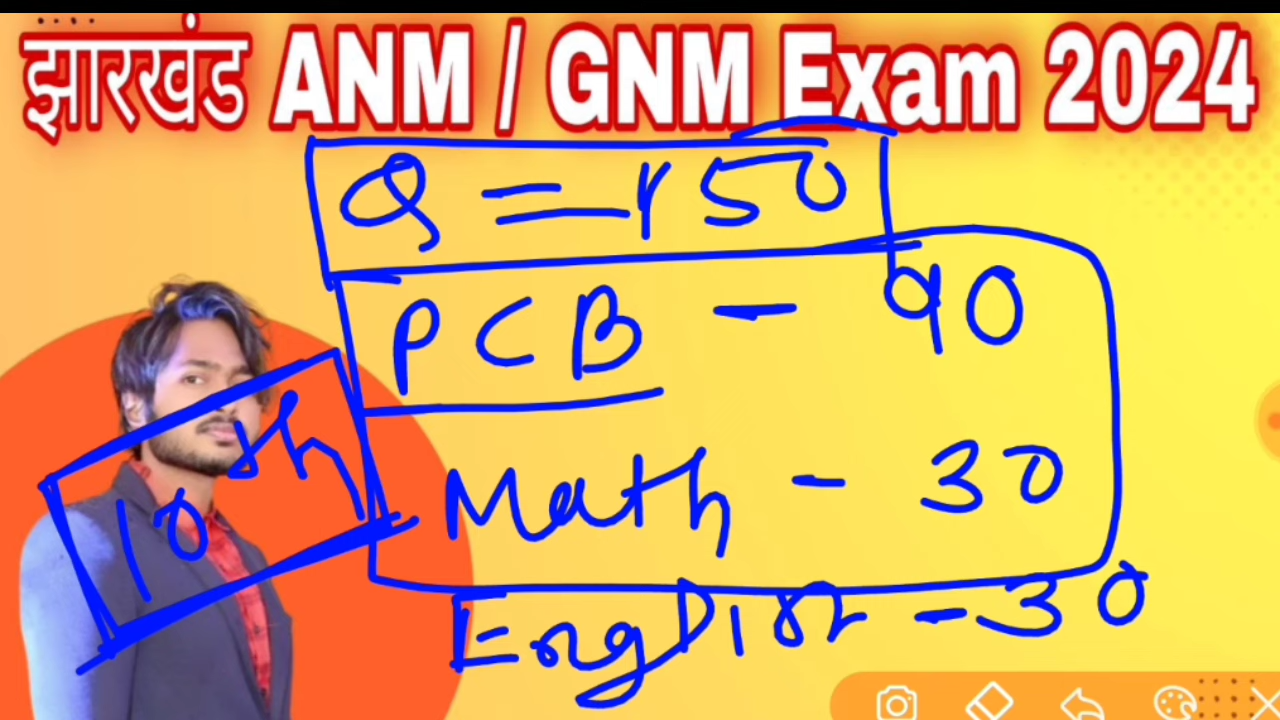 झारखंड ANM / GNM Exam 2024
Q = 150
PCB - 90
10th
Math - 30
English - 30